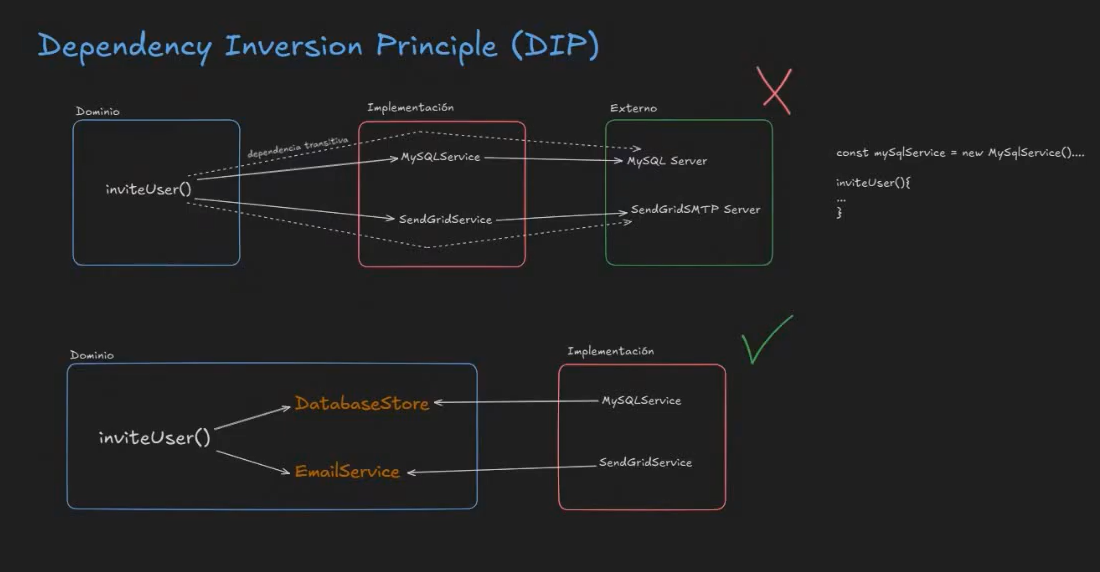 Dependency Inversion Principle (DIP)
Dominio
Implementación
Externo
dependencia transitiva
inviteUser()
MySQLService
MySQL Server
SendGridService
SendGridSMTP Server
const mySqlService = new MySqlService()....
inviteUser(){
...
}
Dominio
Implementación
inviteUser()
DatabaseStore
EmailService
MySQLService
SendGridService